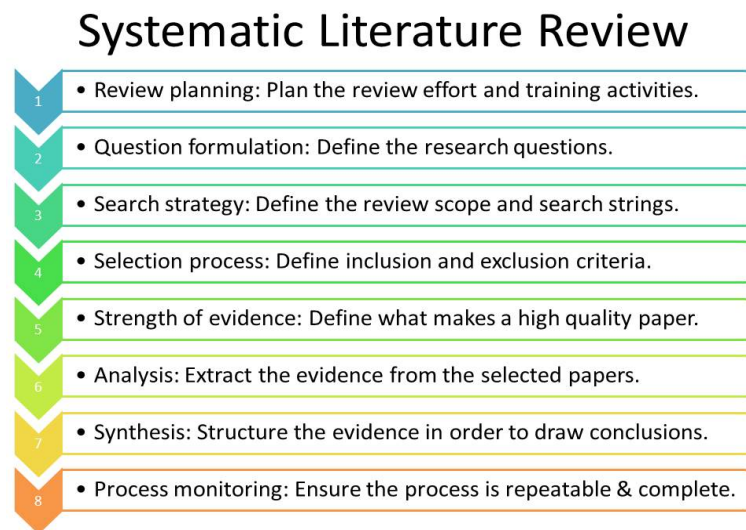 Systematic Literature Review
1
• Review planning: Plan the review effort and training activities.
2
• Question formulation: Define the research questions.
3
• Search strategy: Define the review scope and search strings.
4
• Selection process: Define inclusion and exclusion criteria.
5
• Strength of evidence: Define what makes a high quality paper.
6
• Analysis: Extract the evidence from the selected papers.
7
• Synthesis: Structure the evidence in order to draw conclusions.
8
• Process monitoring: Ensure the process is repeatable & complete.